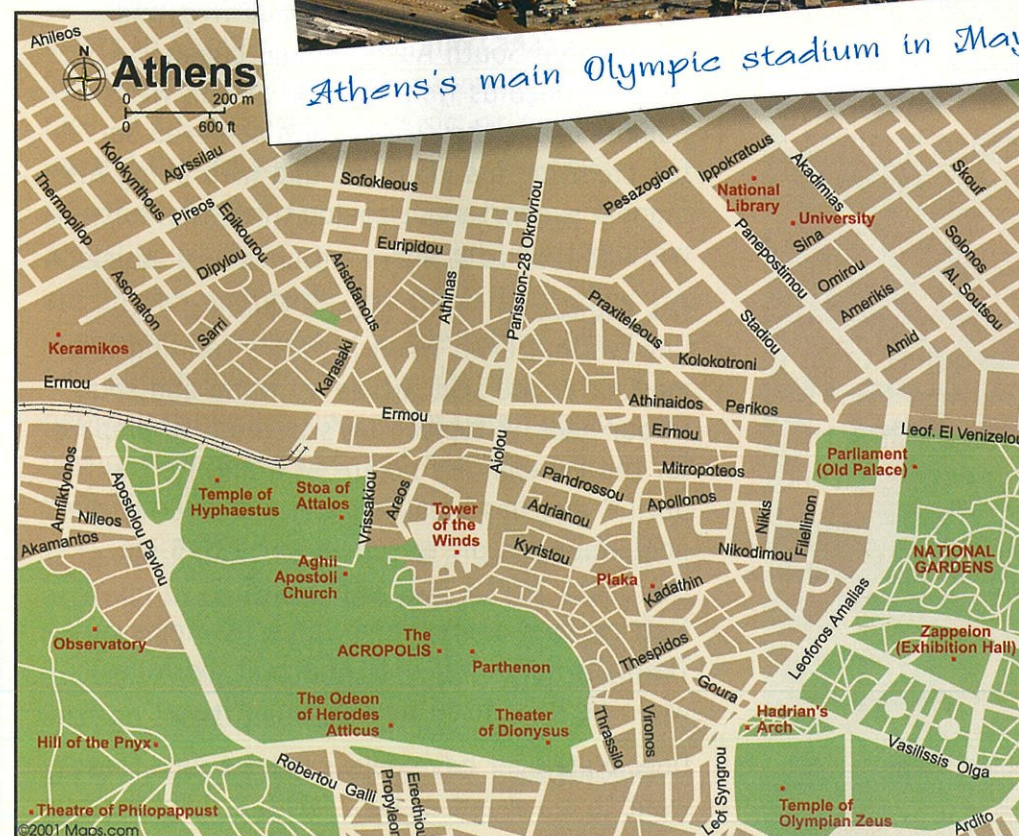 Athens's main Olympic stadium in May
Ahileos
N
Athens
0 200 m
0 600 ft
Kolokynthous
Agrssilau
Thermopilop
Pireos
Epikourou
Dipylou
Asomaton
Sarri
Keramikos
Ermou
Sofokleous
Euripidou
Aristofanous
Athinas
Panssion-28 Okrovriou
Karasaki
Ermou
Pesazogion
Ippokratous
National
Library
Akadimias
University
Sina
Panepostimou
Omirou
Amerikis
Skouf
Solonos
Al. Soutsou
Amid
Praxiteleous
Stadiou
Kolokotroni
Athinaidos
Perikos
Ermou
Leof. El Venizelou
Parliament
(Old Palace)
Mitropoteos
Pandrossou
Apollonos
Adrianou
Nikis
Filellinon
Nikodimou
Aiolou
Amfiktyonos
Apostolou Pavlou
Nileos
Akamantos
Temple of
Hyphaestus
Stoa of
Attalos
Vrissakiou
Areos
Tower
of the
Winds
Kyristou
Aghii
Apostoli
Church
Plaka
Kadathin
NATIONAL
GARDENS
Leoforos Amalias
Zappeion
(Exhibition Hall)
Observatory
The
ACROPOLIS
Parthenon
Thespidos
Goura
The Odeon
of Herodes
Atticus
Theater
of Dionysus
Thrassilo
Vironos
Hadrian's
Arch
Hill of the Pnyx
Robertou Galli
Propyleon
Erecthiou
Leof Syngrou
Vasilissis Olga
Theatre of Philopappust
Temple of
Olympian Zeus
Ardito
©2001 Maps.com